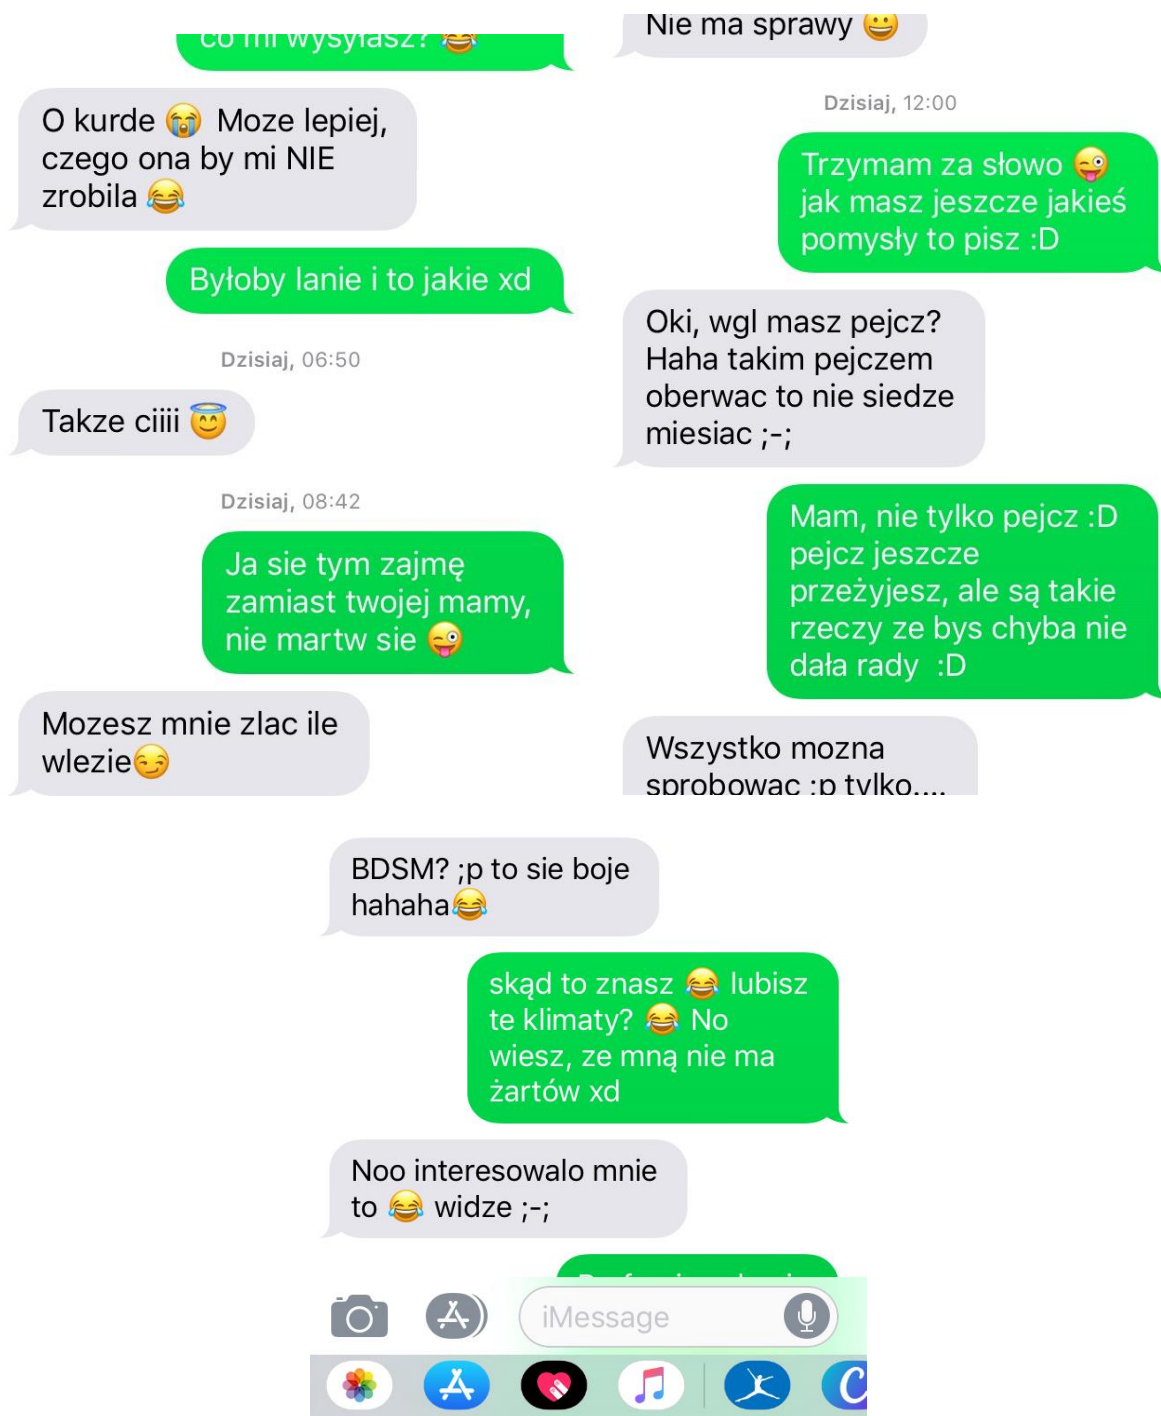 co mi wysyłasz? 😂
O kurde 😭 Moze lepiej,
czego ona by mi NIE
zrobila 😂
Byłoby lanie i to jakie xd
Dzisiaj, 06:50
Takze ciiii 😇
Dzisiaj, 08:42
Ja sie tym zajmę
zamiast twojej mamy,
nie martw sie 😜
Mozesz mnie zlac ile
wlezie😏
Nie ma sprawy 😀
Dzisiaj, 12:00
Trzymam za słowo 😜
jak masz jeszcze jakieś
pomysły to pisz :D
Oki, wgl masz pejcz?
Haha takim pejczem
oberwac to nie siedze
miesiac ;-;
Mam, nie tylko pejcz :D
pejcz jeszcze
przeżyjesz, ale są takie
rzeczy ze bys chyba nie
dała rady :D
Wszystko mozna
sprobowac ;p tylko....
BDSM? ;p to sie boje
hahaha😂
skąd to znasz 😂 lubisz
te klimaty? 😂 No
wiesz, ze mną nie ma
żartów xd
Noo interesowalo mnie
to 😂 widze ;-;
iMessage